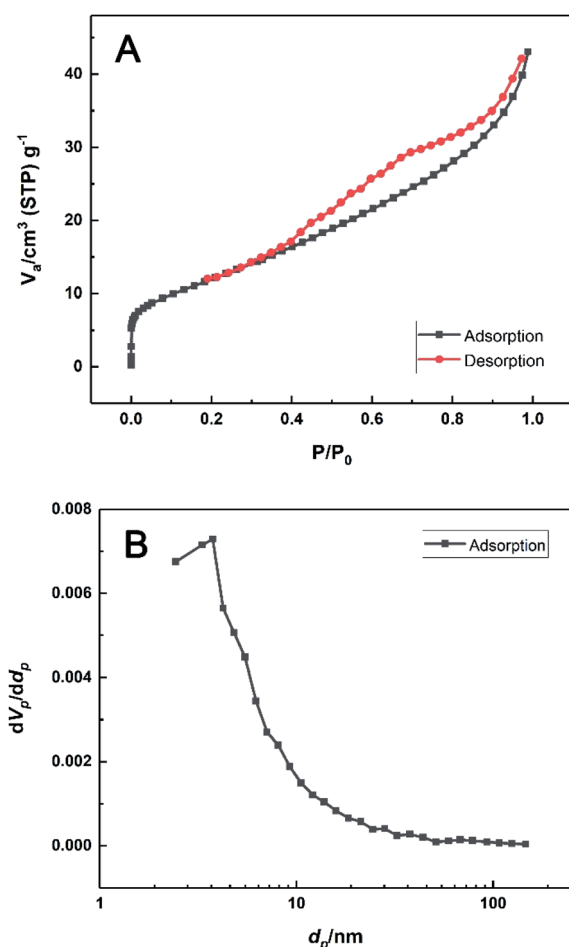 A
40
30
20
10
0
Vₐ/cm³ (STP) g⁻¹
Adsorption
Desorption
0.0 0.2 0.4 0.6 0.8 1.0
P/P₀
B
Adsorption
0.008
0.006
0.004
0.002
0.000
dVₚ/ddₚ
1 10 100
dₚ/nm